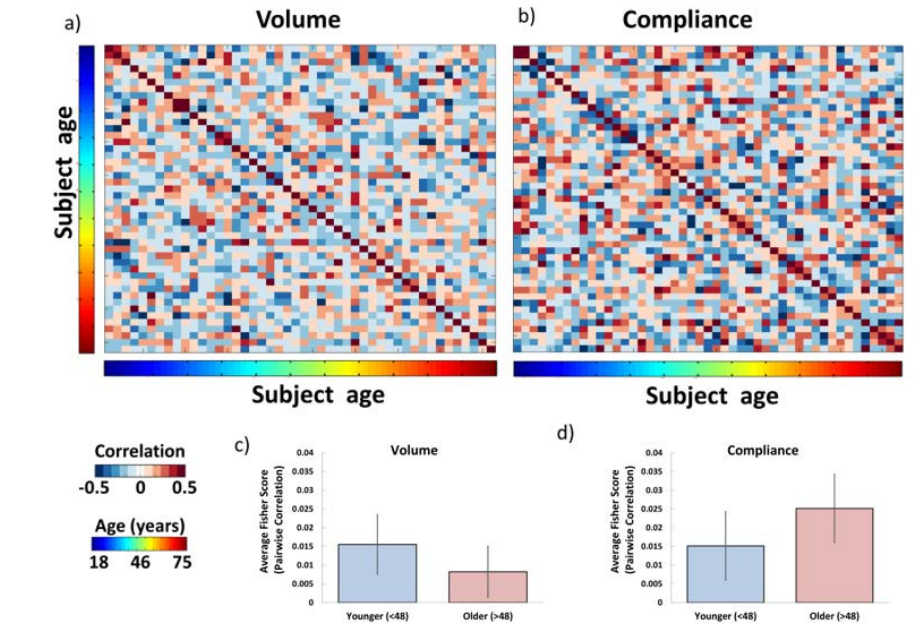 a)
Volume
b)
Compliance
Subject age
Subject age
Subject age
Correlation
-0.5 0 0.5
Age (years)
18 46 75
c)
Volume
Average Fisher Score
(Pairwise Correlation)
0.04
0.035
0.03
0.025
0.02
0.015
0.01
0.005
0
Younger (<48) Older (>48)
d)
Compliance
Average Fisher Score
(Pairwise Correlation)
0.04
0.035
0.03
0.025
0.02
0.015
0.01
0.005
0
Younger (<48) Older (>48)